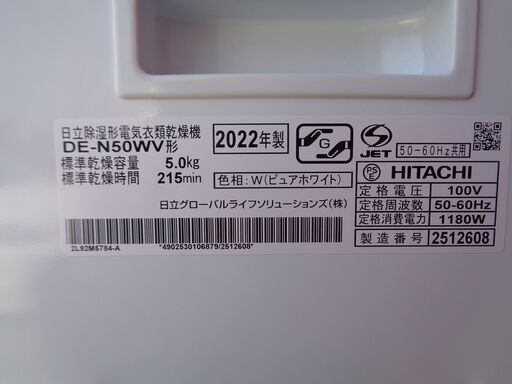 日立除湿形電気衣類乾燥機
DE-N50WV形
標準乾燥容量 5.0kg
標準乾燥時間 215min
2022年製
G
S
JET
50-60Hz共用
色相:W(ピュアホワイト)
日立グローバルライフソリューションズ(株)
PS
E
HITACHI
定格電圧 100V
定格周波数 50-60Hz
定格消費電力 1180W
製造番号 2512608
2L92M5784-A
*4902530106879/2512608*